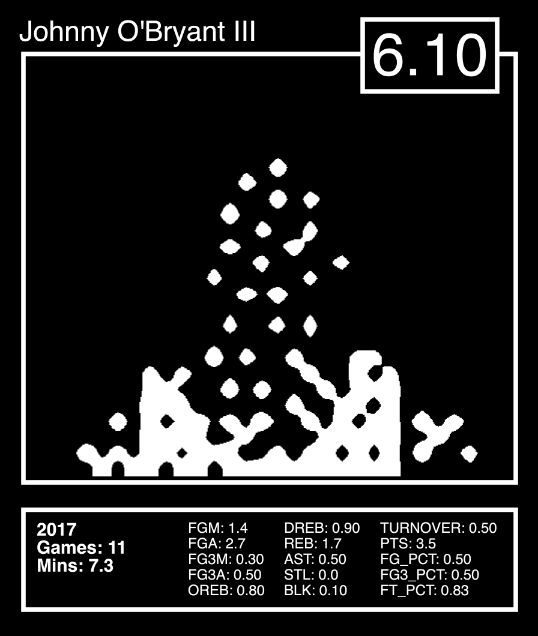 Johnny O'Bryant III
6.10
2017
Games: 11
Mins: 7.3
FGM: 1.4
FGA: 2.7
FG3M: 0.30
FG3A: 0.50
OREB: 0.80
DREB: 0.90
REB: 1.7
AST: 0.50
STL: 0.0
BLK: 0.10
TURNOVER: 0.50
PTS: 3.5
FG_PCT: 0.50
FG3_PCT: 0.50
FT_PCT: 0.83